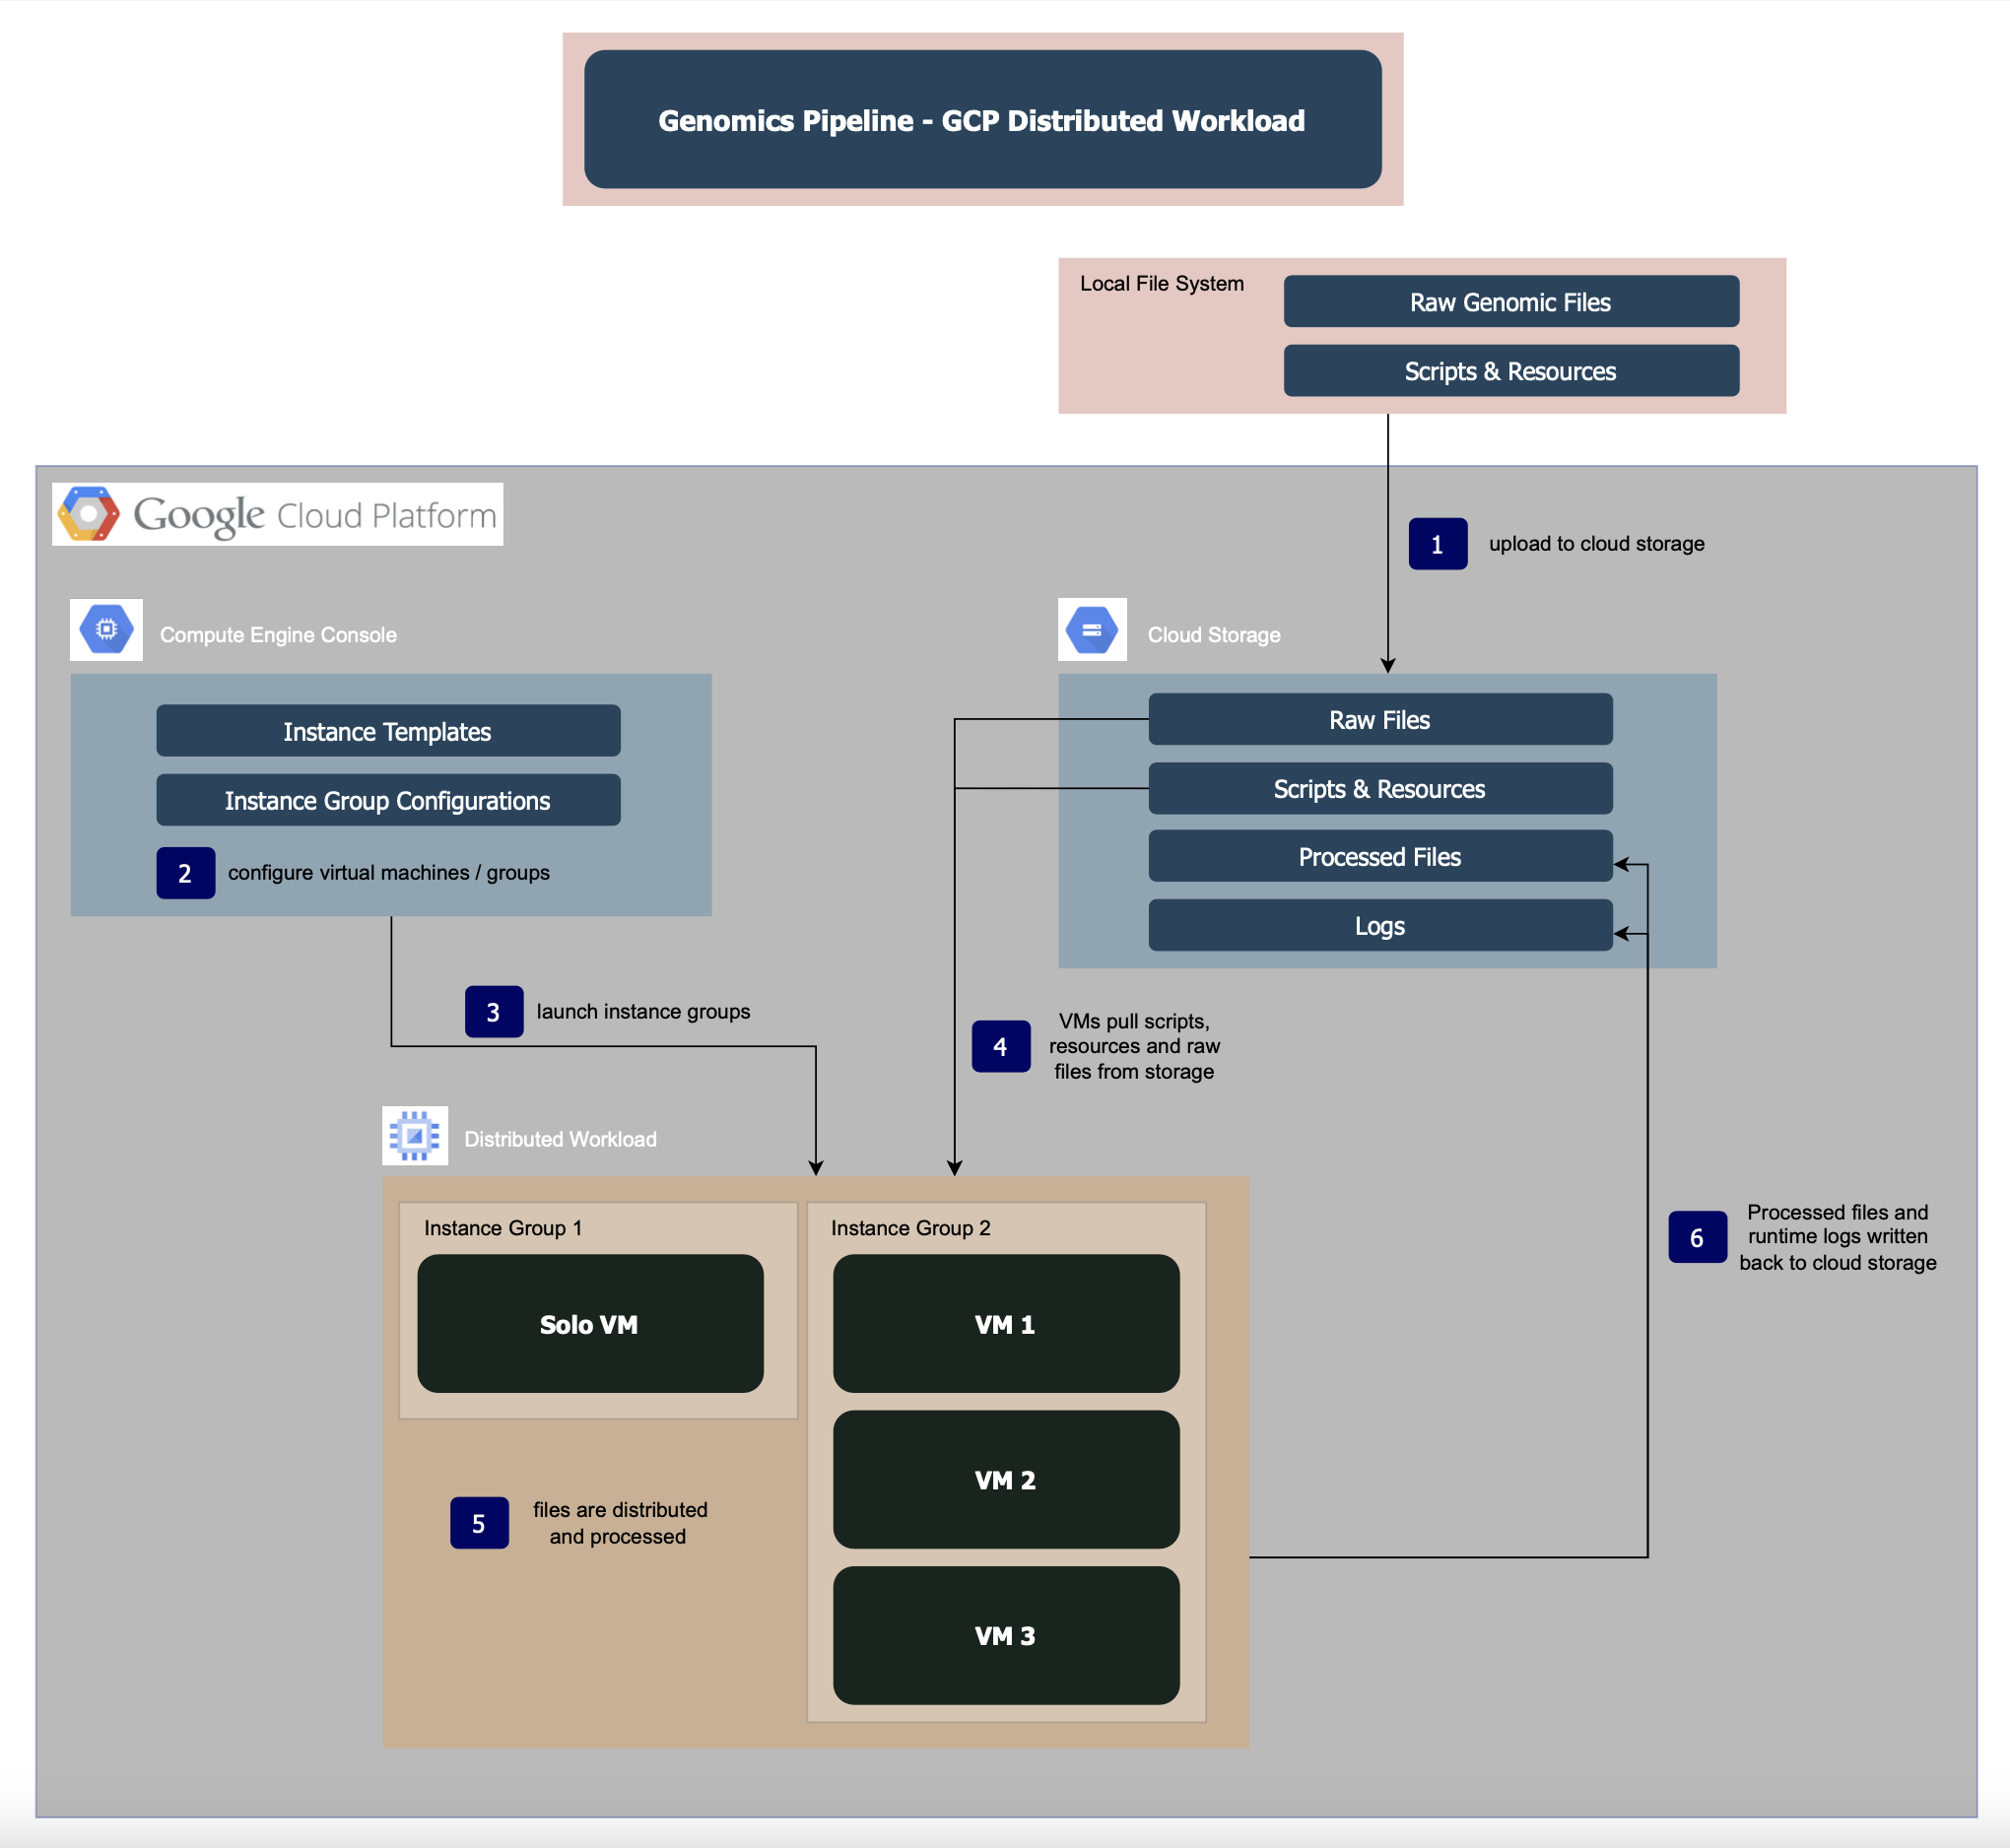 Genomics Pipeline - GCP Distributed Workload
Local File System
Raw Genomic Files
Scripts & Resources
Google Cloud Platform
1
upload to cloud storage
Compute Engine Console
Instance Templates
Instance Group Configurations
2
configure virtual machines / groups
Cloud Storage
Raw Files
Scripts & Resources
Processed Files
Logs
3
launch instance groups
4
VMs pull scripts,
resources and raw
files from storage
Distributed Workload
Instance Group 1
Solo VM
Instance Group 2
VM 1
VM 2
VM 3
5
files are distributed
and processed
6
Processed files and
runtime logs written
back to cloud storage